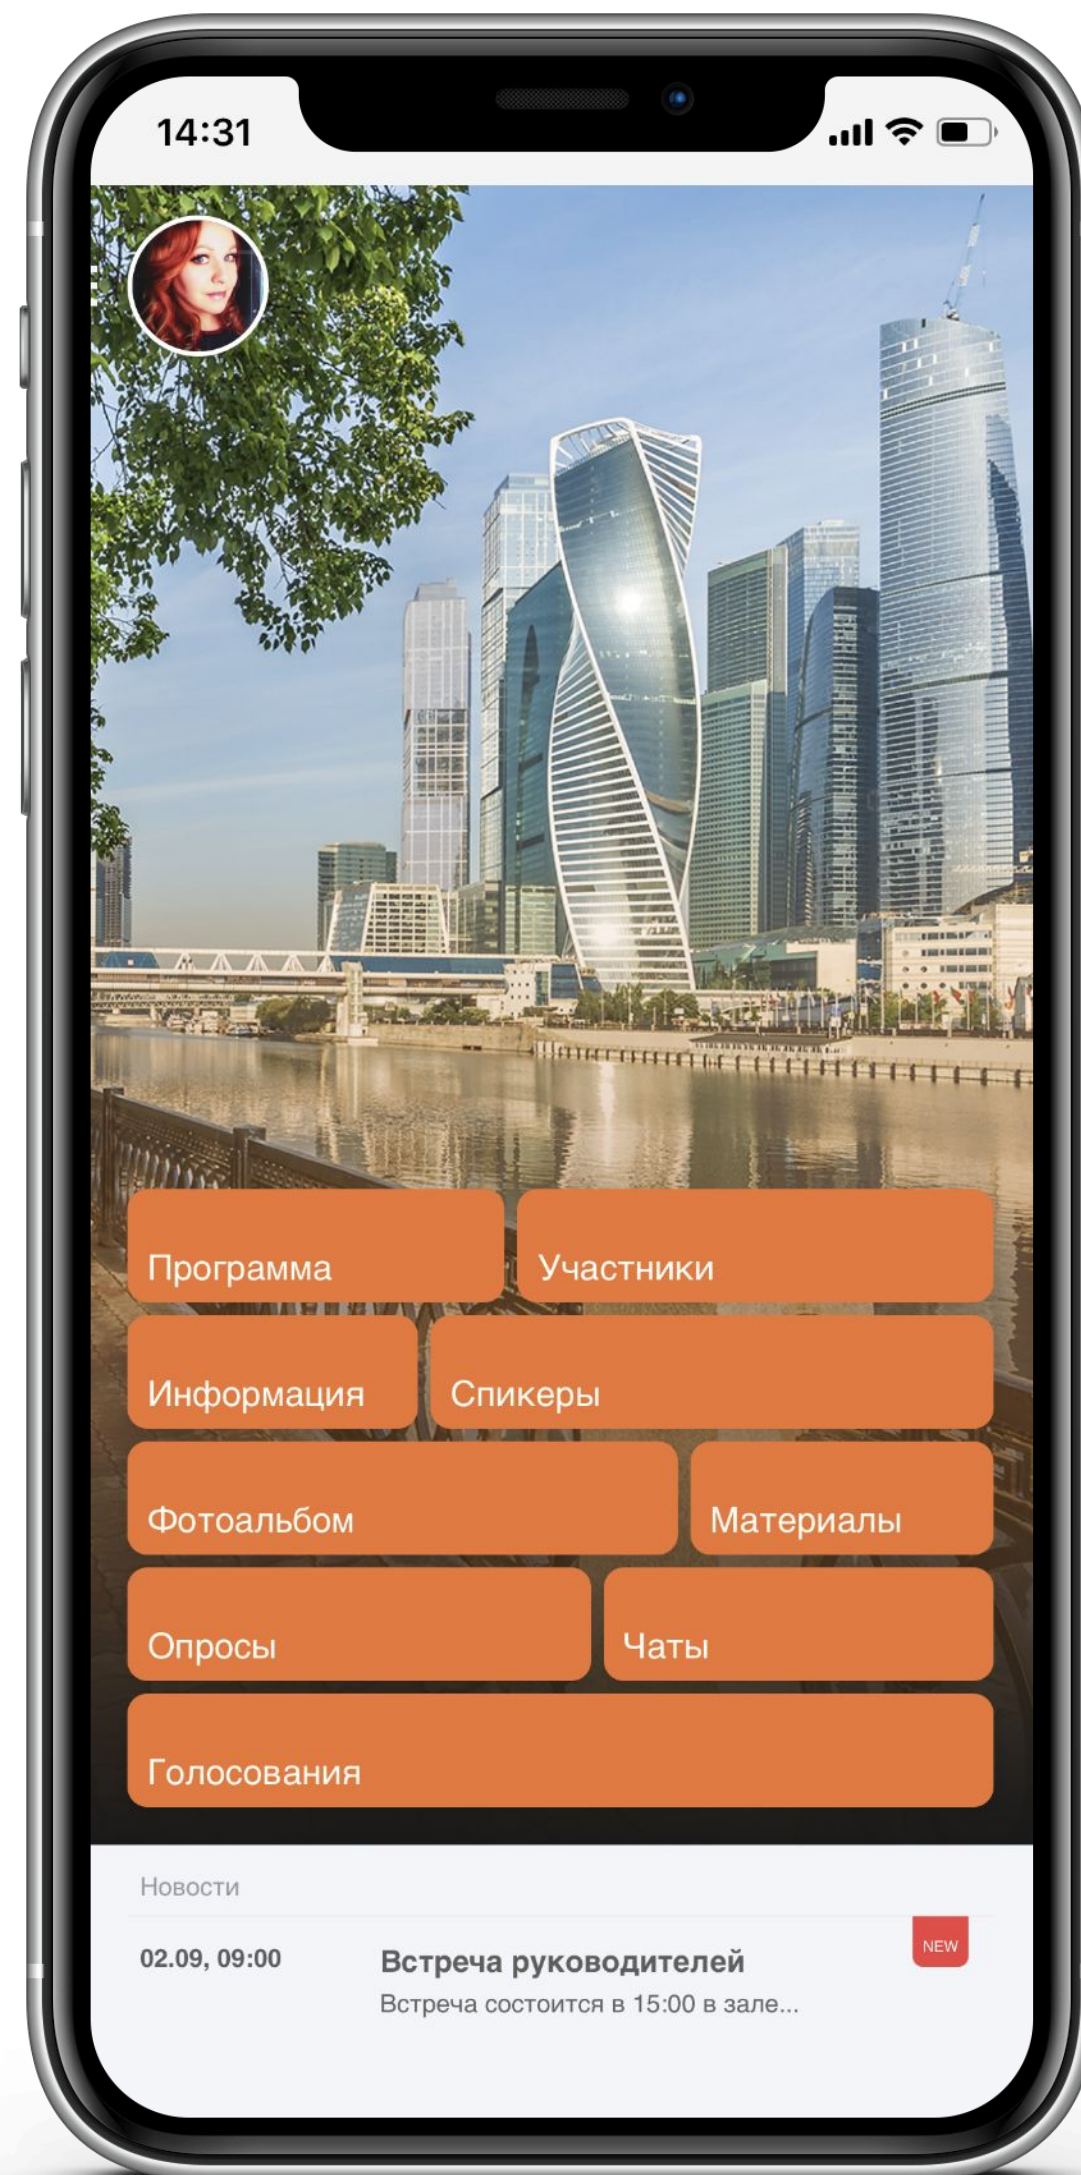 14:31
Программа
Участники
Информация
Спикеры
Фотоальбом
Материалы
Опросы
Чаты
Голосования
Новости
02.09, 09:00
Встреча руководителей
NEW
Встреча состоится в 15:00 в зале...